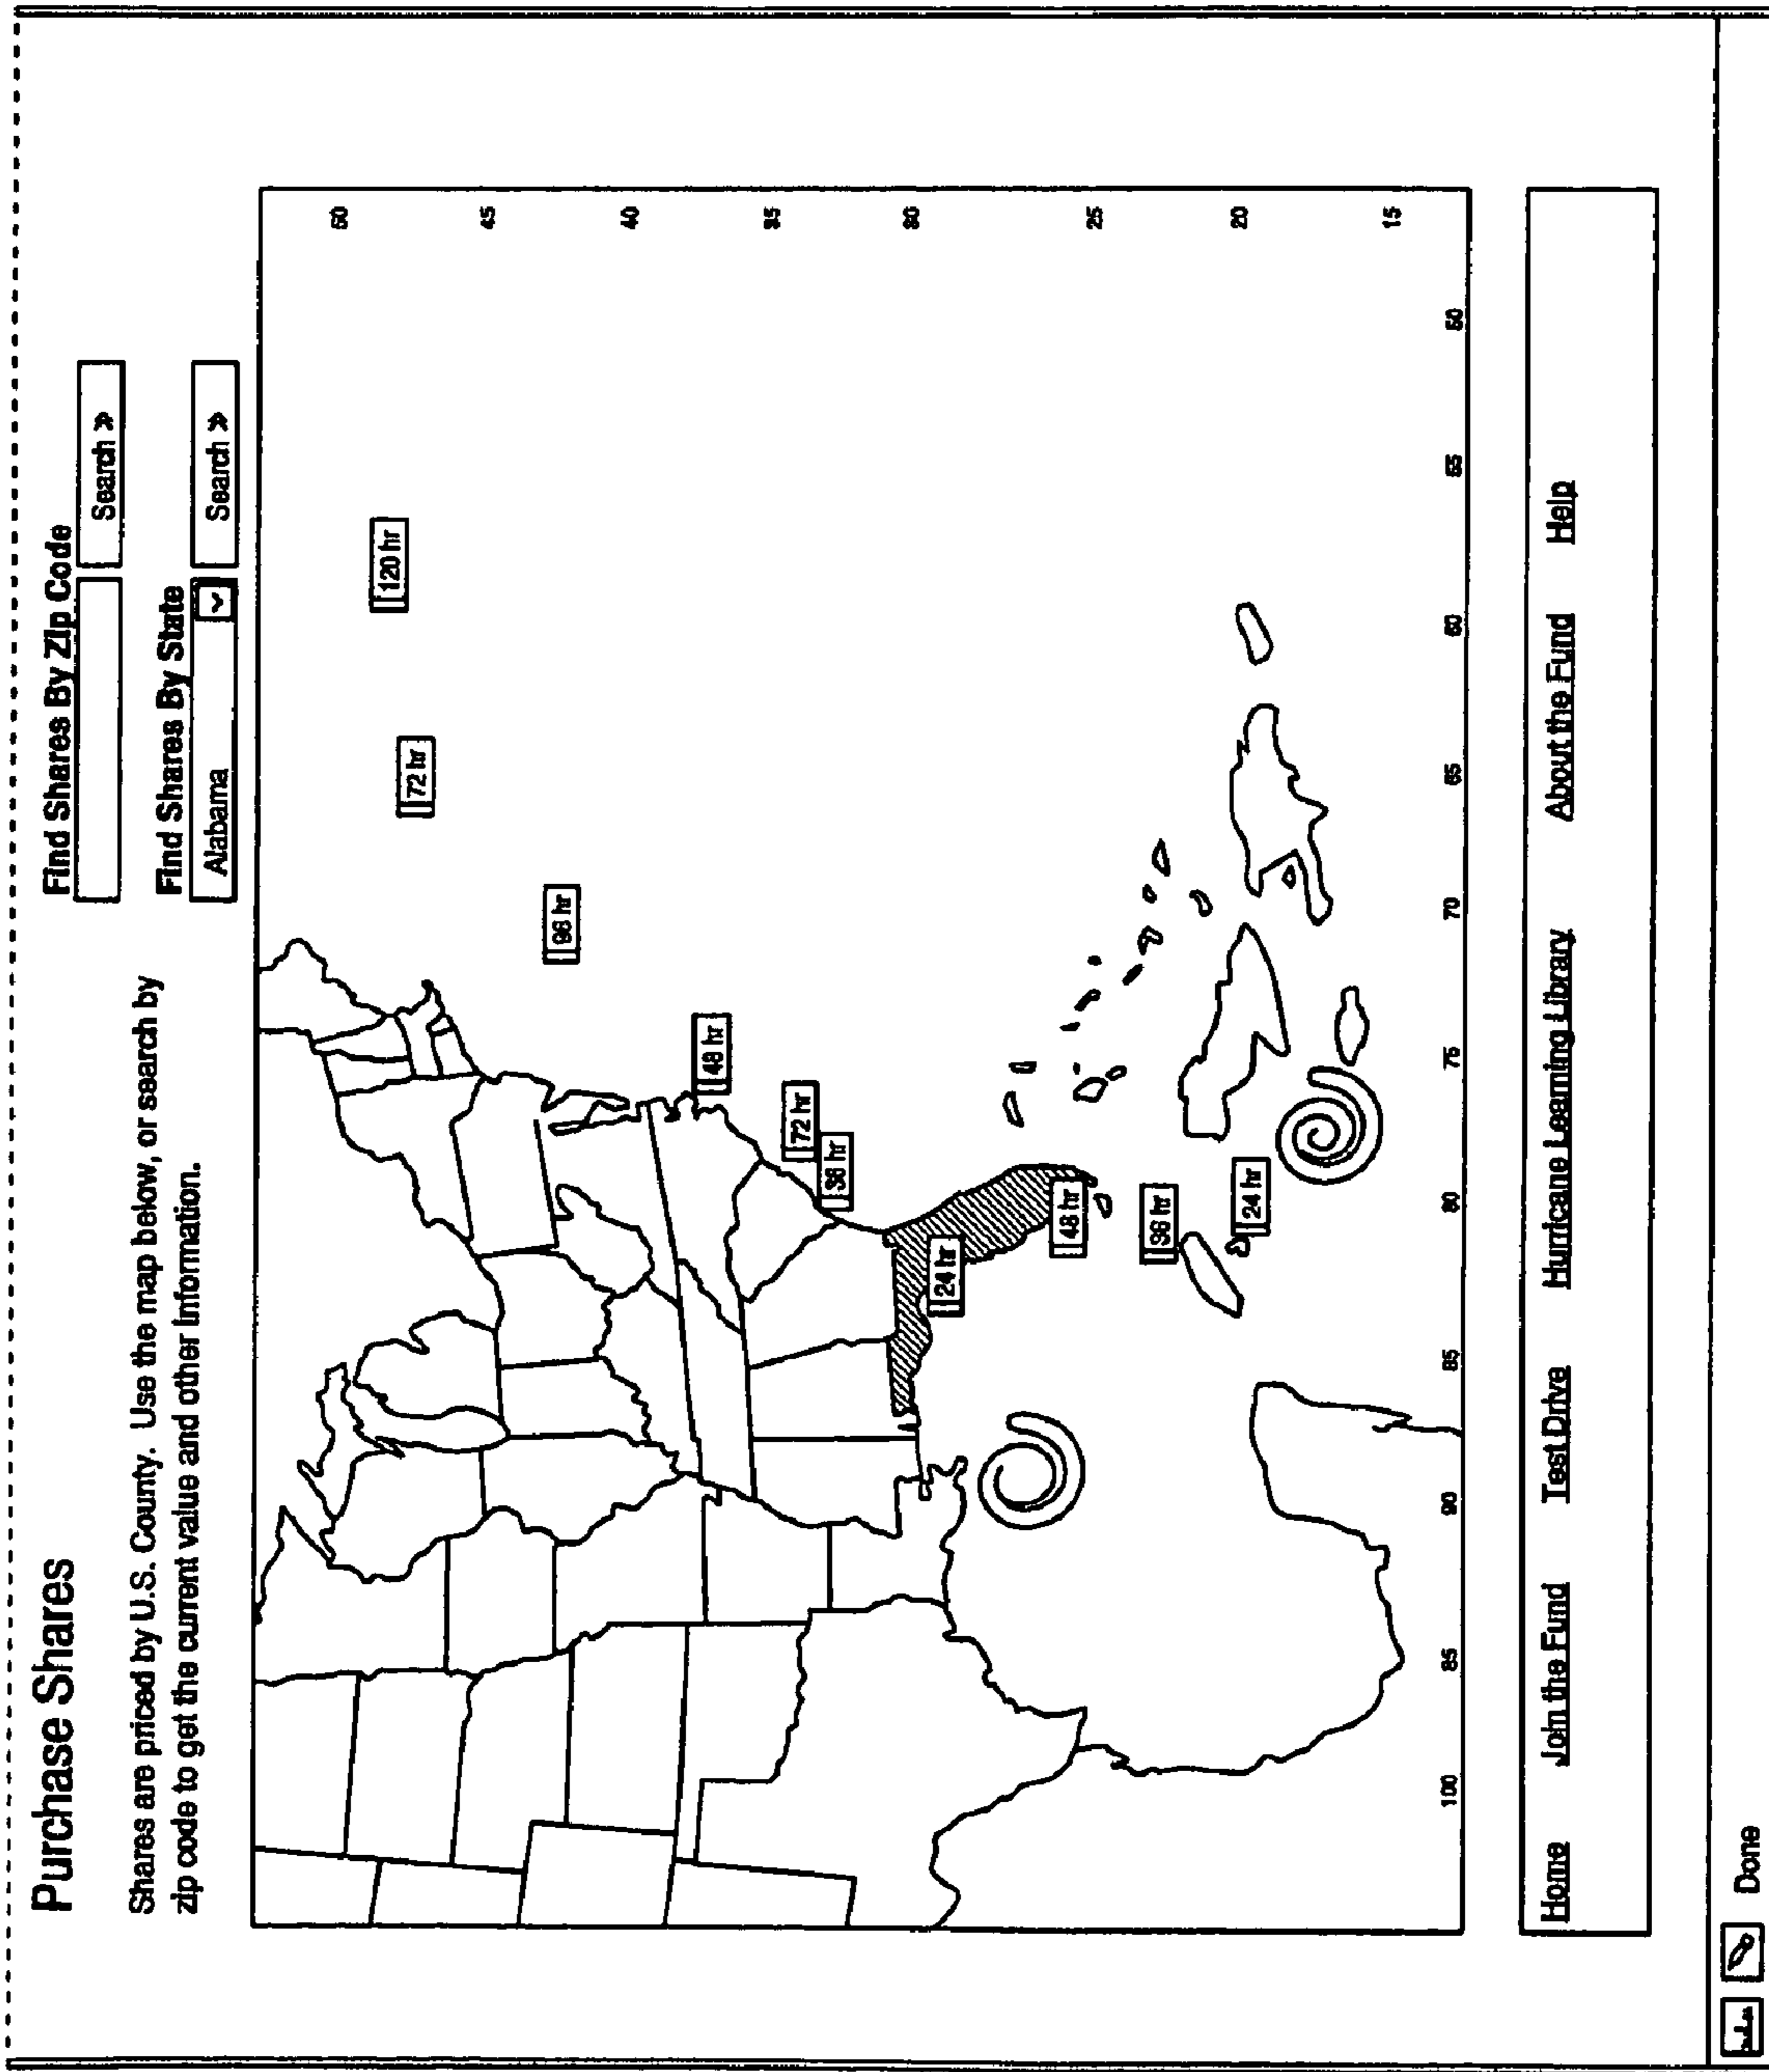 Purchase Shares
Find Shares By Zip Code
Search »
Shares are priced by U.S. County. Use the map below, or search by
zip code to get the current value and other information.
Find Shares By State
Alabama
Search »
50
120 hr
72 hr
45
96 hr
40
48 hr
35
72 hr
36 hr
30
24 hr
48 hr
25
36 hr
20
24 hr
15
100 95 90 85 80 75 70 65 60 55 50
Home Join the Fund Test Drive Hurricane Learning Library About the Fund Help
Done